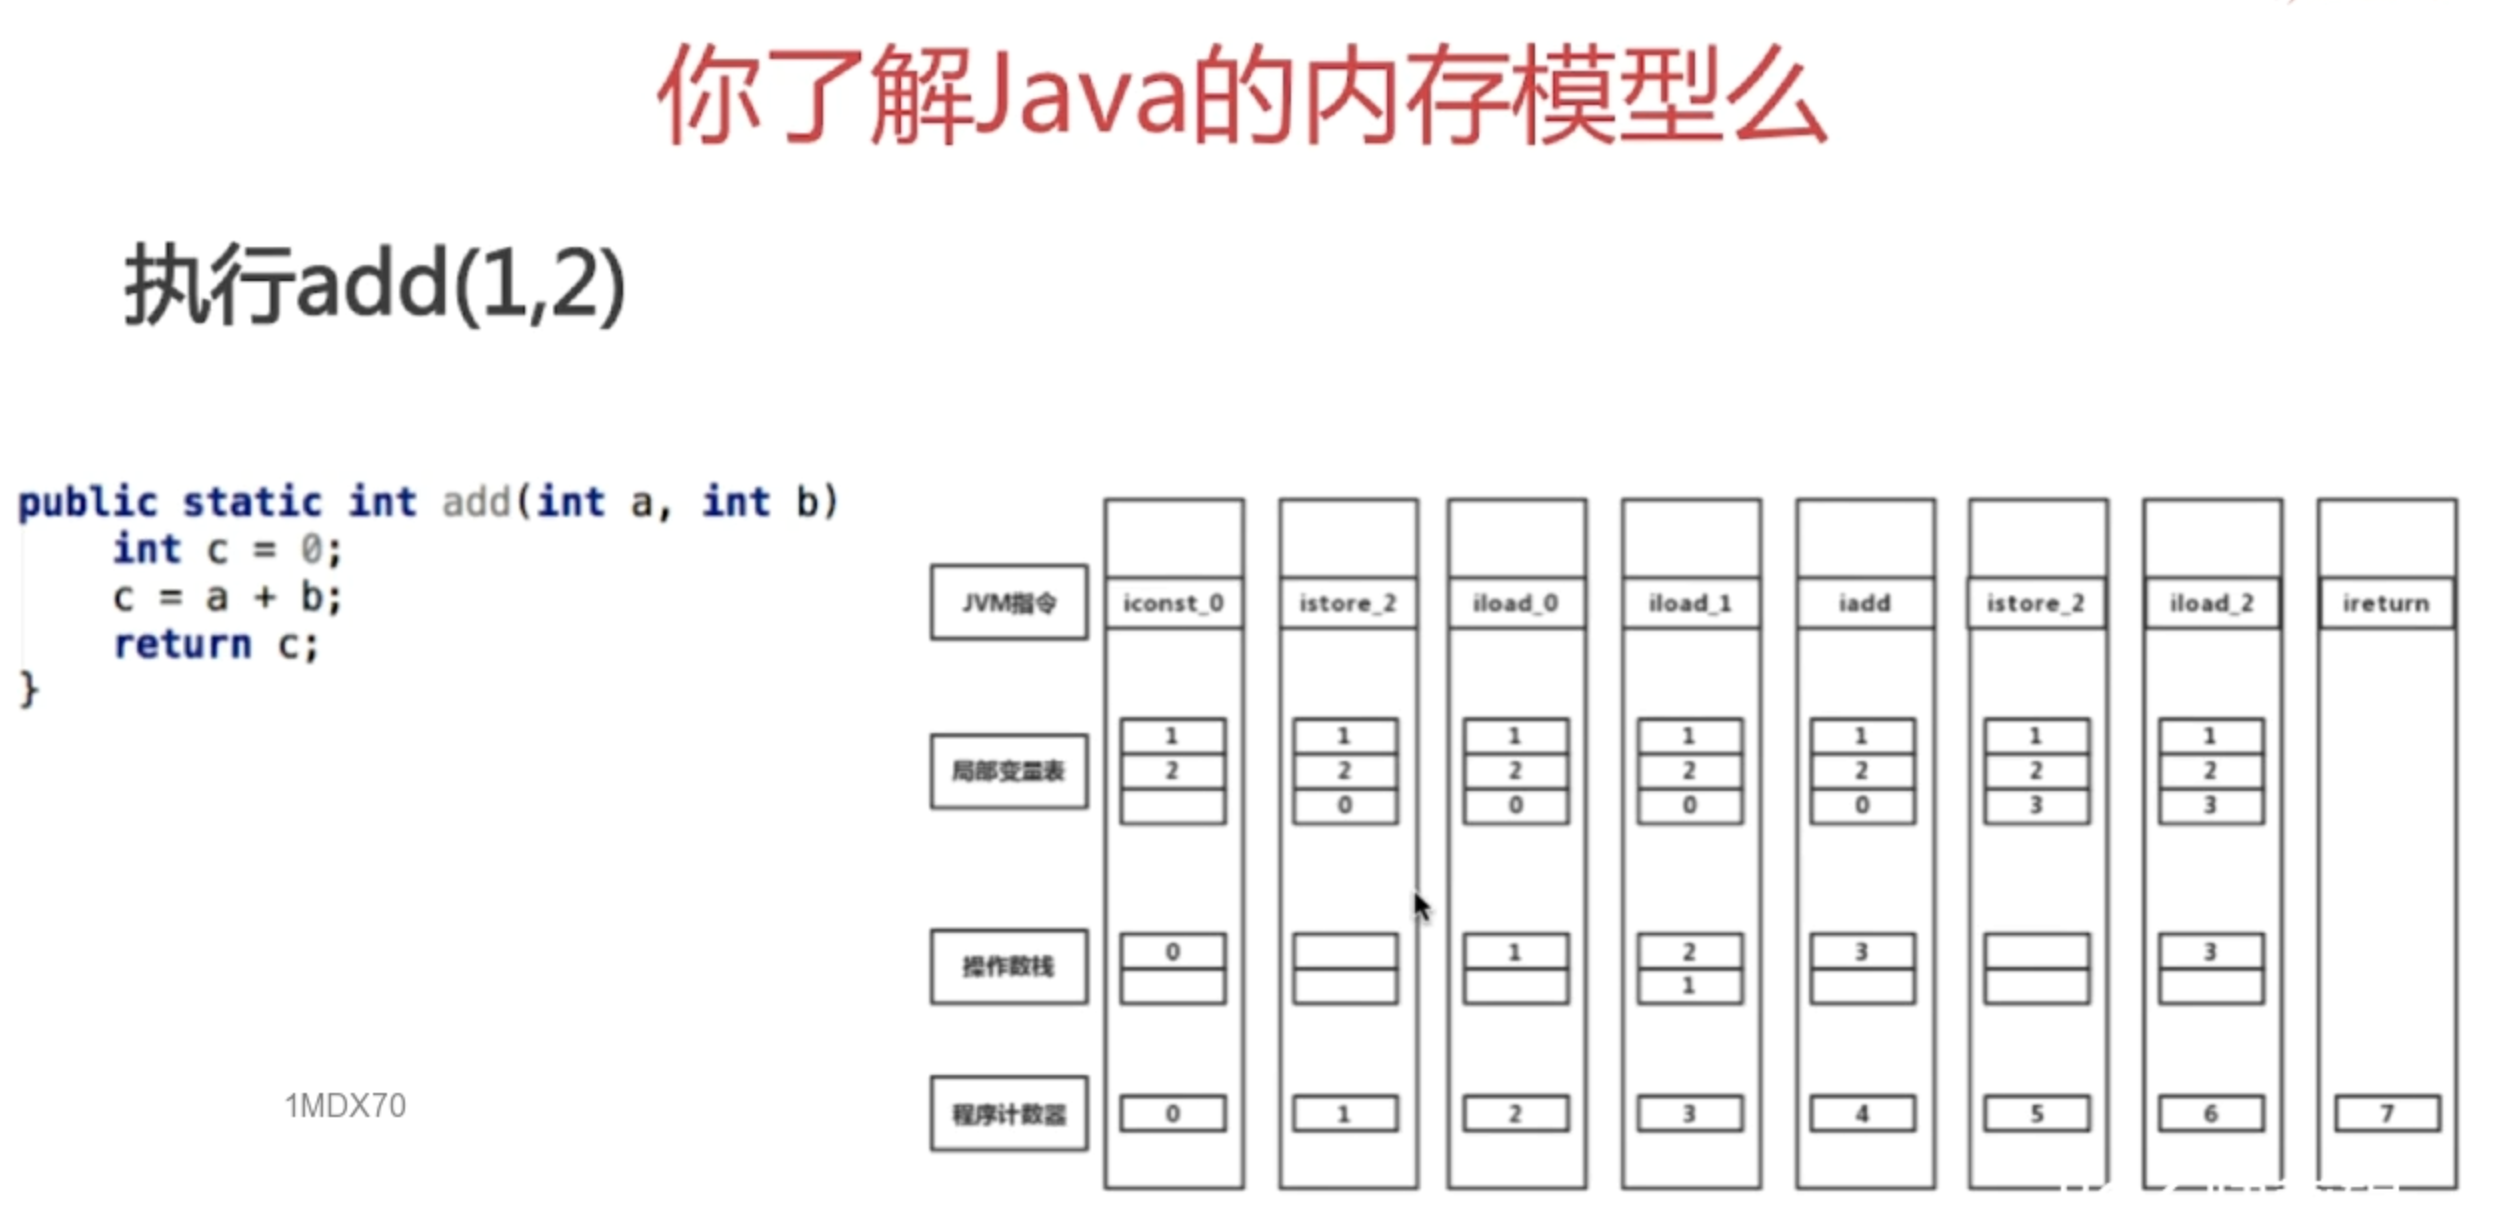 你了解Java的内存模型么
执行add(1,2)
public static int add(int a, int b)
int c = 0;
c = a + b;
return c;
}
JVM指令 iconst_0 istore_2 iload_0 iload_1 iadd istore_2 iload_2 ireturn
局部变量表
1 1 1 1 1 1 1
2 2 2 2 2 2 2
0 0 0 0 3 3
操作数栈
0 1 2 3 3
1
程序计数器 0 1 2 3 4 5 6 7
1MDX70